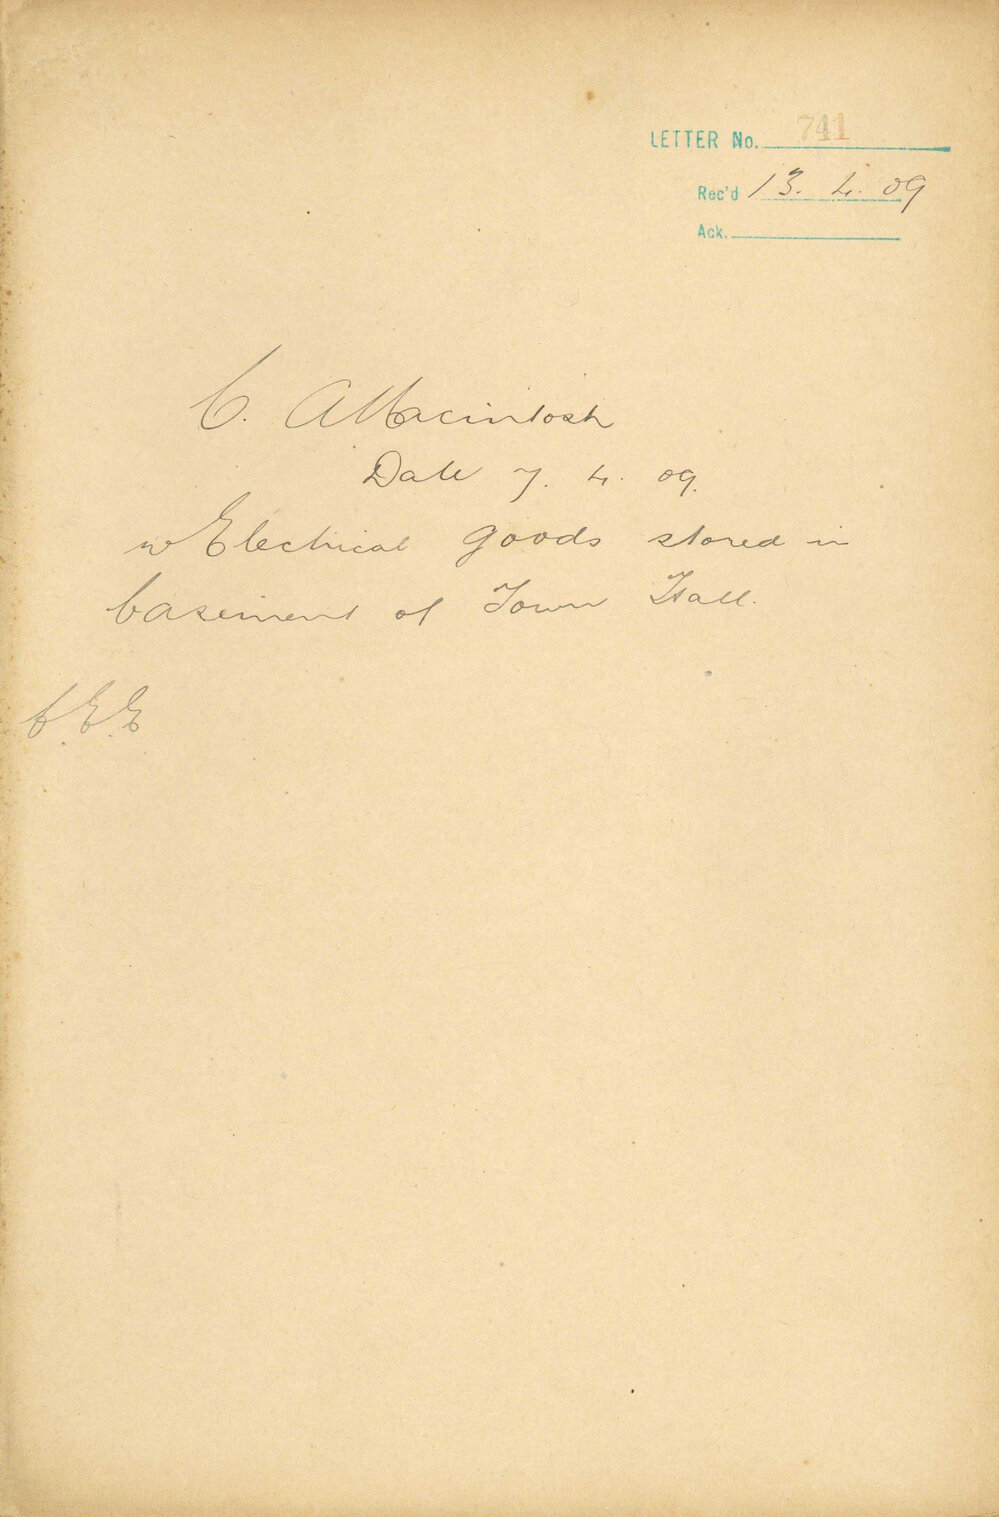 LETTER No. 741
Rec'd 13. 4. 09
Ack.
C. A Macintosh
Date 7. 4. 09.
re Electrical goods stored in
basement of Town Hall.
C.E.E